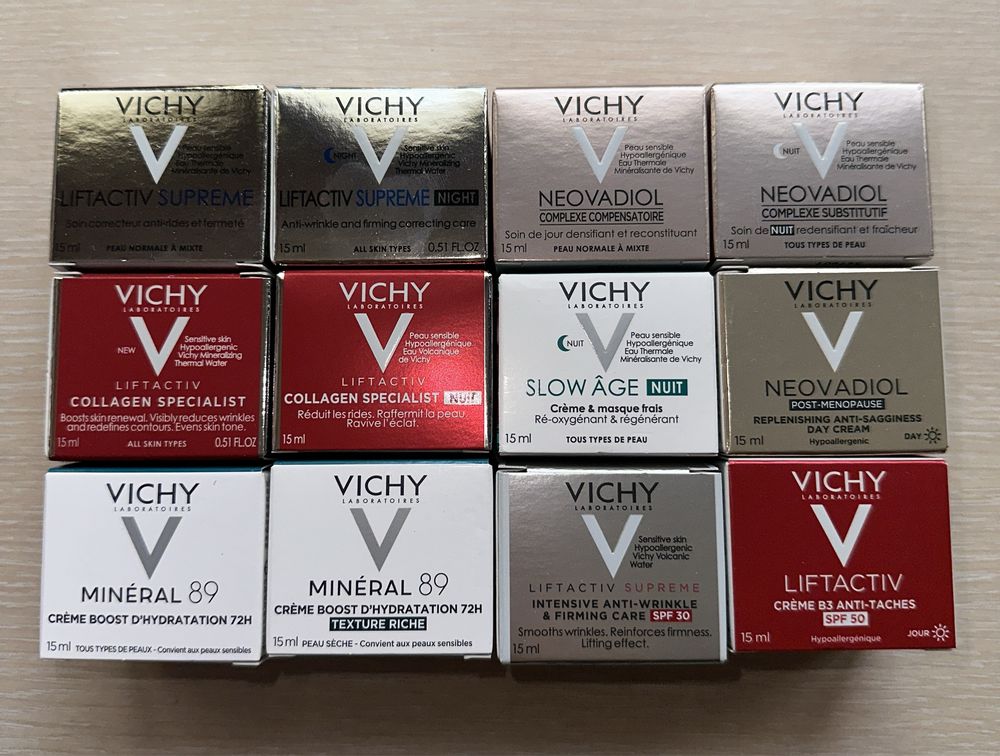 VICHY
LABORATOIRES
Peau sensible
Hypoallergénique
Eau Thermale
Minéralisante de Vichy
LIFTACTIV SUPREME
Soin correcteur anti-rides et fermeté
15 ml PEAU NORMALE À MIXTE
VICHY
LABORATOIRES
NIGHT
Sensitive skin
Hypoallergenic
Vichy Mineralizing
Thermal Water
LIFTACTIV SUPREME NIGHT
Anti-wrinkle and firming correcting care
15 ml ALL SKIN TYPES 0.51 FL.OZ
VICHY
LABORATOIRES
Peau sensible
Hypoallergénique
Eau Thermale
Minéralisante de Vichy
NEOVADIOL
COMPLEXE COMPENSATOIRE
Soin de jour densifiant et reconstituant
15 ml PEAU NORMALE À MIXTE
VICHY
LABORATOIRES
NUIT
Peau sensible
Hypoallergénique
Eau Thermale
Minéralisante de Vichy
NEOVADIOL
COMPLEXE SUBSTITUTIF
Soin de NUIT redensifiant et fraîcheur
15 ml TOUS TYPES DE PEAU
VICHY
LABORATOIRES
NEW
Sensitive skin
Hypoallergenic
Vichy Mineralizing
Thermal Water
LIFTACTIV
COLLAGEN SPECIALIST
Boosts skin renewal. Visibly reduces wrinkles
and redefines contours. Evens skin tone.
15 ml ALL SKIN TYPES 0.51 FL.OZ
VICHY
LABORATOIRES
Peau sensible
Hypoallergénique
Eau Volcanique
de Vichy
LIFTACTIV
COLLAGEN SPECIALIST NUIT
Réduit les rides. Raffermit la peau.
Ravive l'éclat.
15 ml
VICHY
LABORATOIRES
NUIT
Peau sensible
Hypoallergénique
Eau Thermale
Minéralisante de Vichy
SLOW ÂGE NUIT
Crème & masque frais
Ré-oxygénant & régénérant
15 ml TOUS TYPES DE PEAU
VICHY
LABORATOIRES
NEOVADIOL
POST-MENOPAUSE
REPLENISHING ANTI-SAGGINESS
DAY CREAM
15 ml Hypoallergenic DAY
VICHY
LABORATOIRES
MINÉRAL 89
CRÈME BOOST D'HYDRATATION 72H
15 ml TOUS TYPES DE PEAUX - Convient aux peaux sensibles
VICHY
LABORATOIRES
MINÉRAL 89
CRÈME BOOST D'HYDRATATION 72H
TEXTURE RICHE
15 ml PEAU SÈCHE - Convient aux peaux sensibles
VICHY
LABORATOIRES
Sensitive skin
Hypoallergenic
Vichy Volcanic
Water
LIFTACTIV SUPREME
INTENSIVE ANTI-WRINKLE
& FIRMING CARE SPF 30
Smooths wrinkles. Reinforces firmness.
Lifting effect.
15 ml
VICHY
LABORATOIRES
LIFTACTIV
CRÈME B3 ANTI-TACHES
SPF 50
15 ml Hypoallergénique JOUR